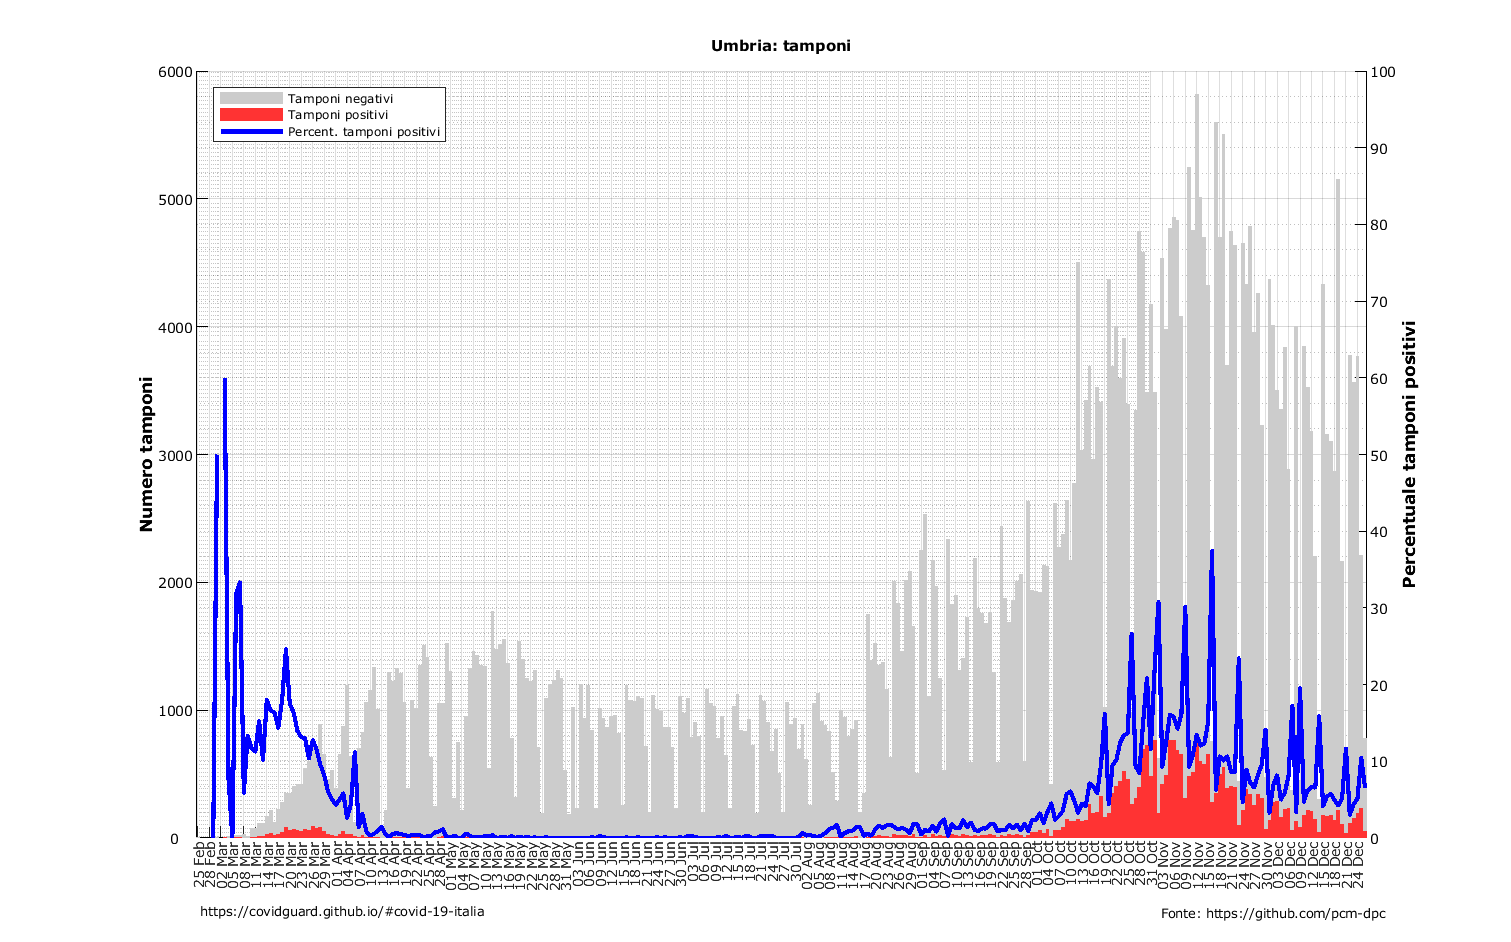 Umbria: tamponi
Tamponi negativi
Tamponi positivi
Percent. tamponi positivi
Numero tamponi
6000
5000
4000
3000
2000
1000
0
Percentuale tamponi positivi
100
90
80
70
60
50
40
30
20
10
0
25 Feb
28 Feb
02 Mar
05 Mar
08 Mar
11 Mar
14 Mar
17 Mar
20 Mar
23 Mar
26 Mar
29 Mar
01 Apr
04 Apr
07 Apr
10 Apr
13 Apr
16 Apr
19 Apr
22 Apr
25 Apr
28 Apr
01 May
04 May
07 May
10 May
13 May
16 May
19 May
22 May
25 May
28 May
31 May
03 Jun
06 Jun
09 Jun
12 Jun
15 Jun
18 Jun
21 Jun
24 Jun
27 Jun
30 Jun
03 Jul
06 Jul
09 Jul
12 Jul
15 Jul
18 Jul
21 Jul
24 Jul
27 Jul
30 Jul
02 Aug
05 Aug
08 Aug
11 Aug
14 Aug
17 Aug
20 Aug
23 Aug
26 Aug
29 Aug
01 Sep
04 Sep
07 Sep
10 Sep
13 Sep
16 Sep
19 Sep
22 Sep
25 Sep
28 Sep
01 Oct
04 Oct
07 Oct
10 Oct
13 Oct
16 Oct
19 Oct
22 Oct
25 Oct
28 Oct
31 Oct
03 Nov
06 Nov
09 Nov
12 Nov
15 Nov
18 Nov
21 Nov
24 Nov
27 Nov
30 Nov
03 Dec
06 Dec
09 Dec
12 Dec
15 Dec
18 Dec
21 Dec
24 Dec
https://covidguard.github.io/#covid-19-italia
Fonte: https://github.com/pcm-dpc